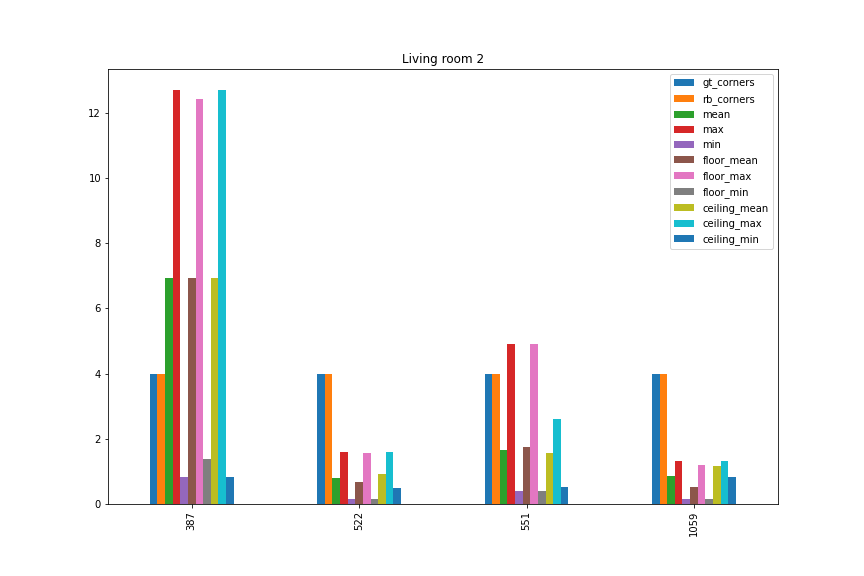 Living room 2
gt_corners
rb_corners
mean
max
min
floor_mean
floor_max
floor_min
ceiling_mean
ceiling_max
ceiling_min
12
10
8
6
4
2
0
387
522
551
1059